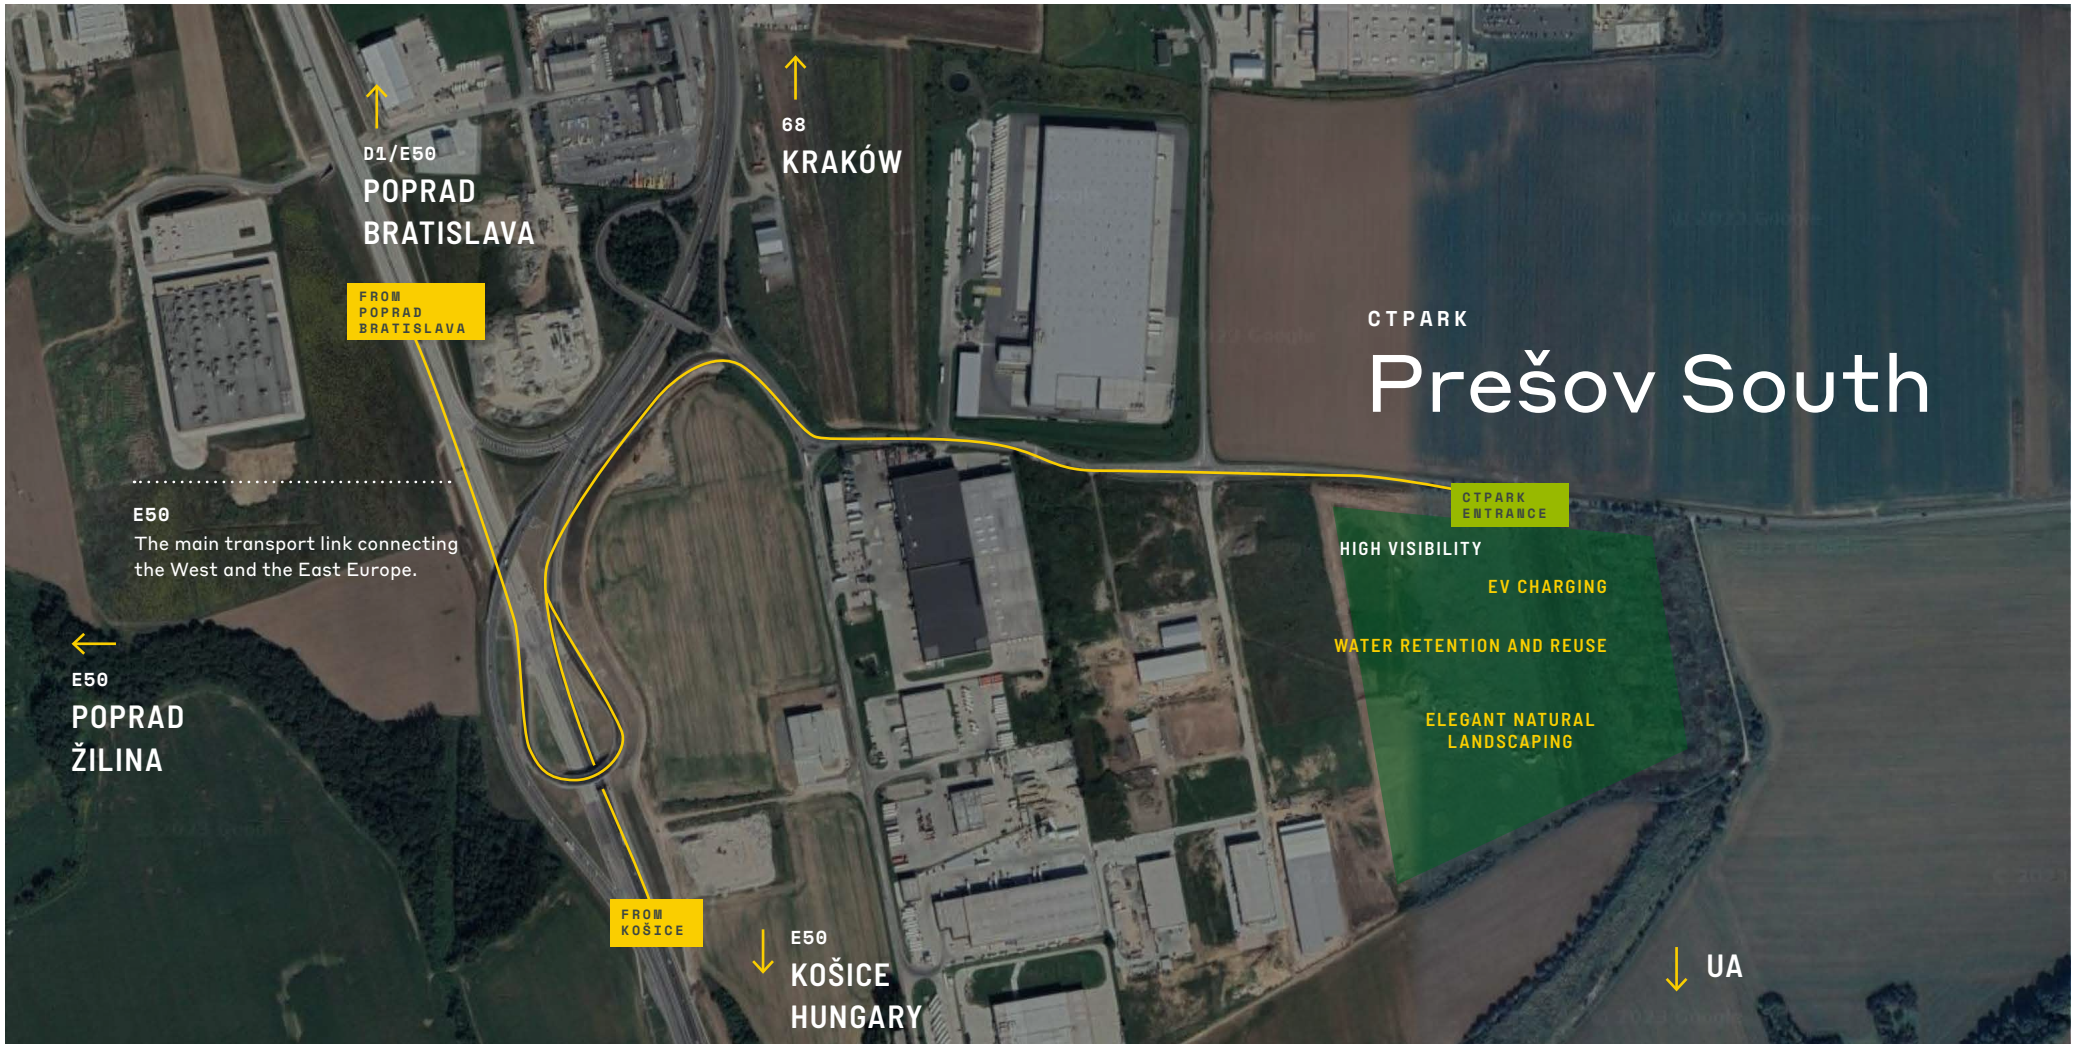 68
KRAKÓW
D1/E50
POPRAD
BRATISLAVA
FROM
POPRAD
BRATISLAVA
CTPARK
Prešov South
CTPARK
ENTRANCE
E50
The main transport link connecting
the West and the East Europe.
HIGH VISIBILITY
EV CHARGING
WATER RETENTION AND REUSE
E50
POPRAD
ŽILINA
ELEGANT NATURAL
LANDSCAPING
FROM
KOŠICE
E50
KOŠICE
HUNGARY
UA